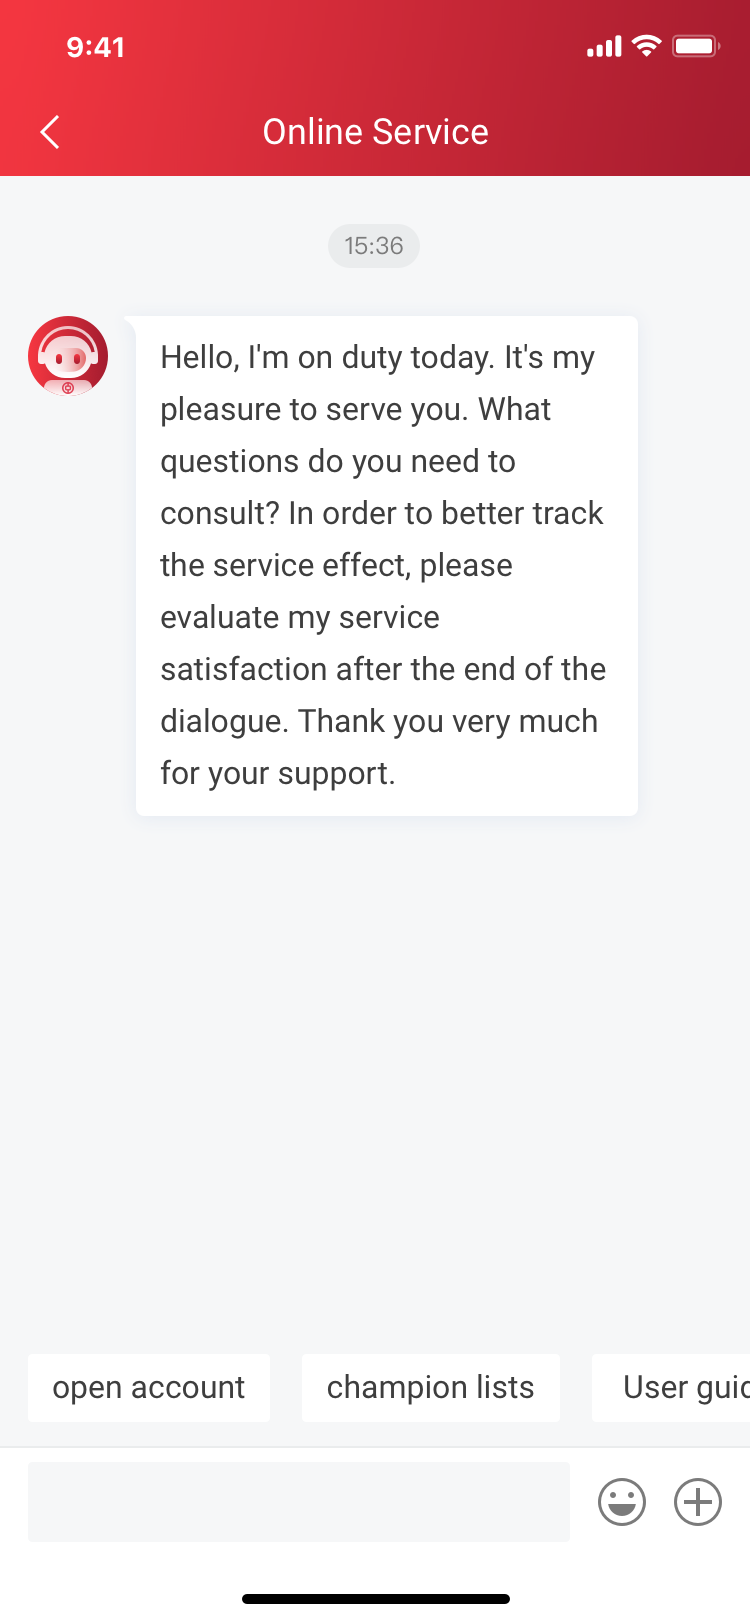 9:41
Online Service
15:36
Hello, I'm on duty today. It's my
pleasure to serve you. What
questions do you need to
consult? In order to better track
the service effect, please
evaluate my service
satisfaction after the end of the
dialogue. Thank you very much
for your support.
open account
champion lists
User guid